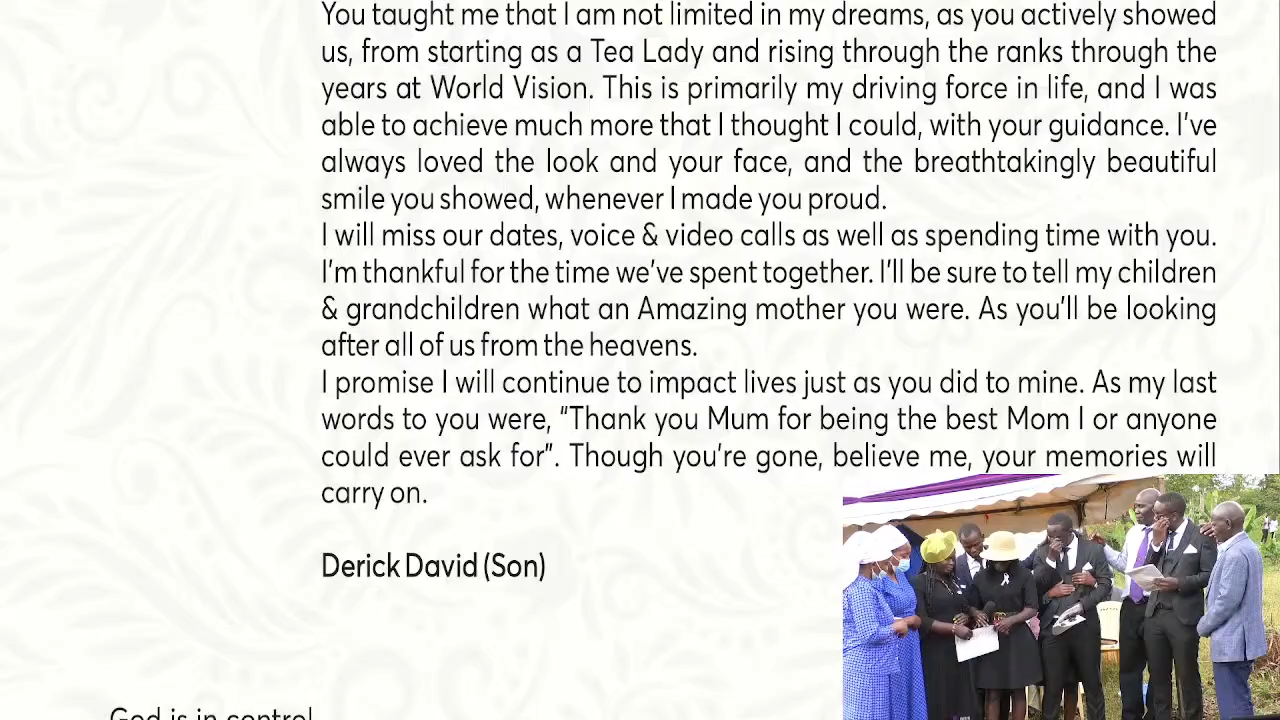 You taught me that I am not limited in my dreams, as you actively showed
us, from starting as a Tea Lady and rising through the ranks through the
years at World Vision. This is primarily my driving force in life, and I was
able to achieve much more that I thought I could, with your guidance. I've
always loved the look and your face, and the breathtakingly beautiful
smile you showed, whenever I made you proud.
I will miss our dates, voice & video calls as well as spending time with you.
I'm thankful for the time we've spent together. I'll be sure to tell my children
& grandchildren what an Amazing mother you were. As you'll be looking
after all of us from the heavens.
I promise I will continue to impact lives just as you did to mine. As my last
words to you were, "Thank you Mum for being the best Mom I or anyone
could ever ask for". Though you're gone, believe me, your memories will
carry on.
Derick David (Son)
God is in control